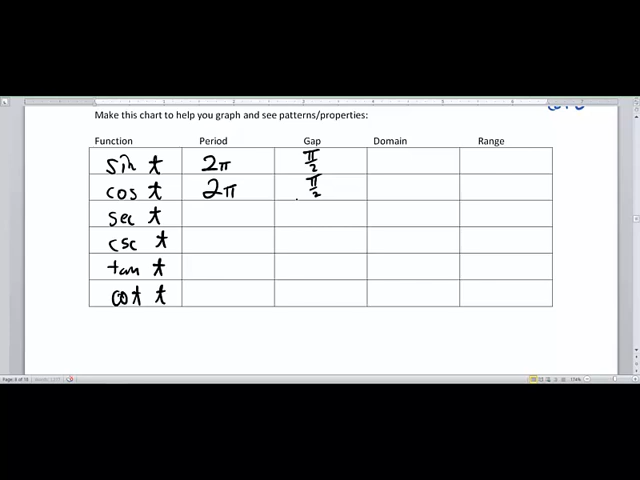 Make this chart to help you graph and see patterns/properties:
Function Period Gap Domain Range
sin t 2π π/2
cos t 2π π/2
sec t
csc t
tan t
cot t